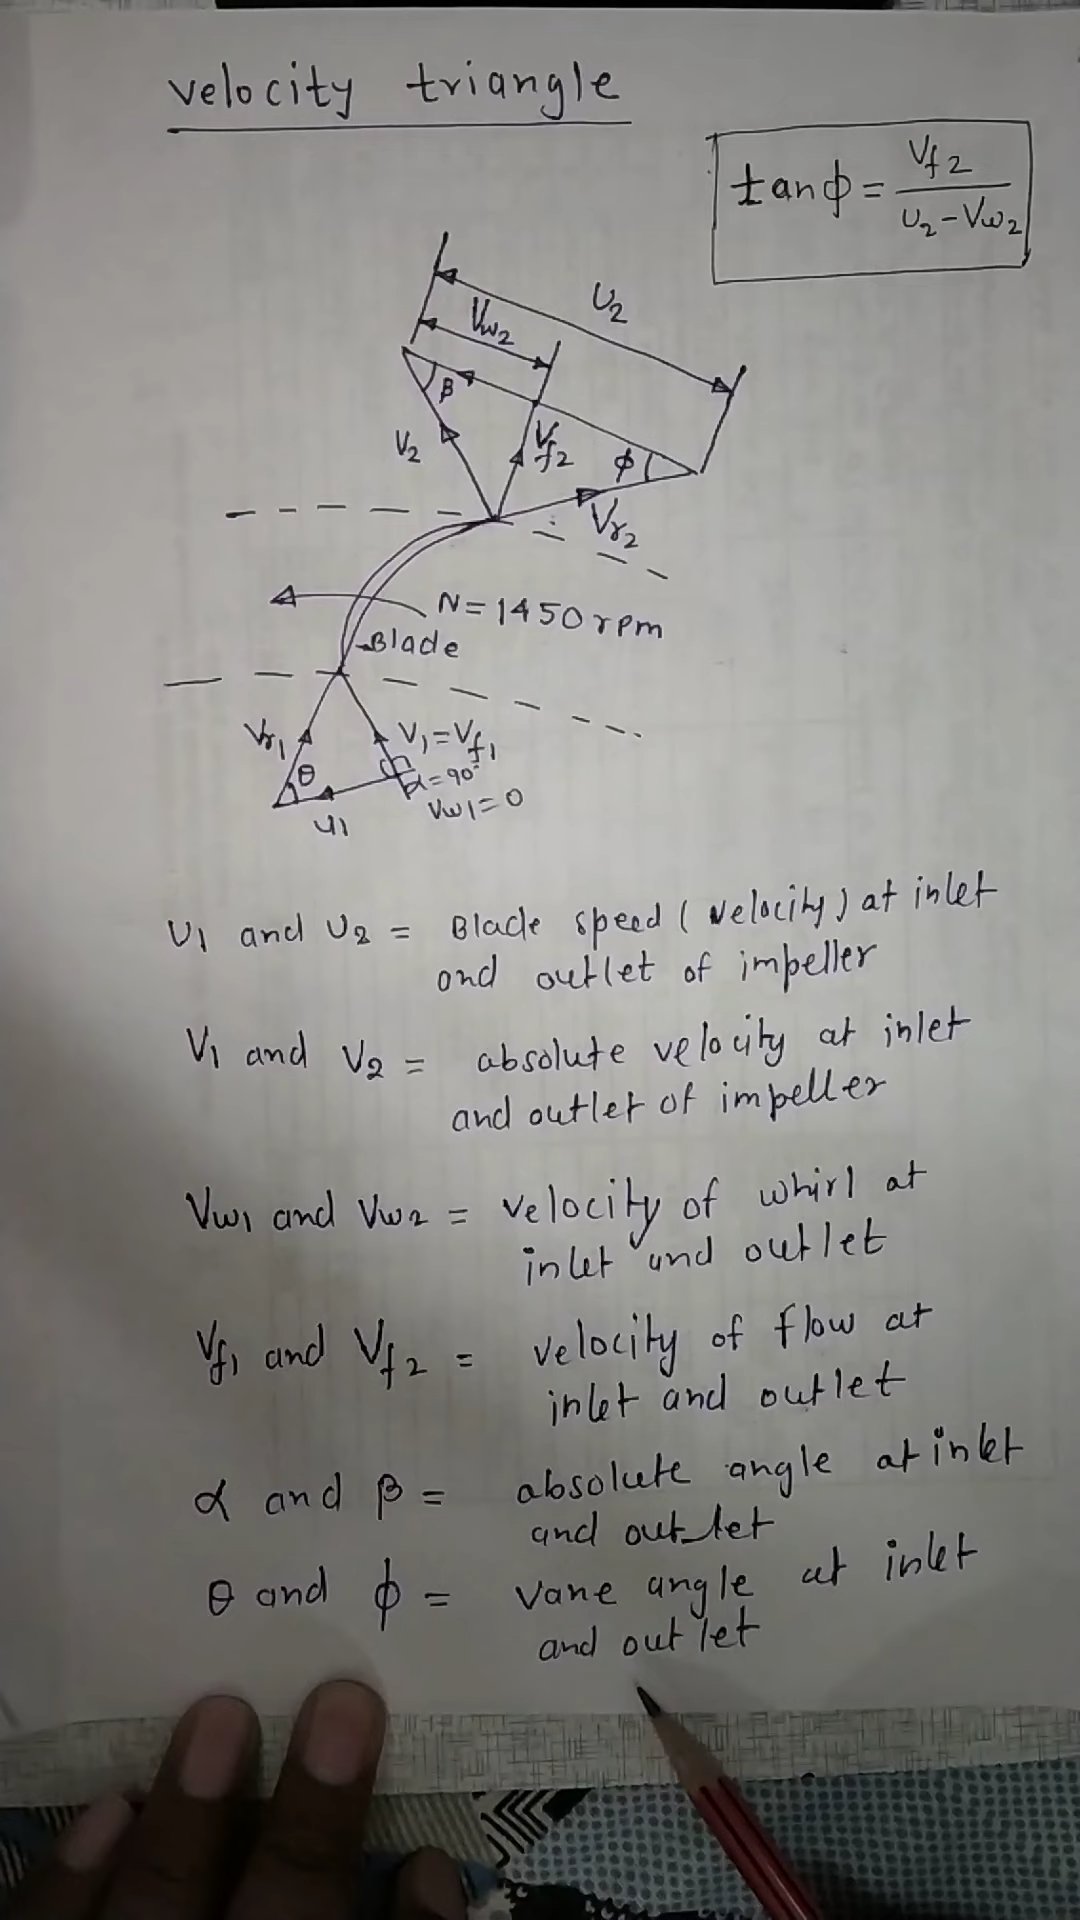 velocity triangle
tanϕ = Vf2 / U2 - Vw2
U2
Vw2
β
V2
Vf2
ϕ
Vr2
N = 1450 rpm
Blade
Vr1
V1 = Vf1
θ
α = 90°
Vw1 = 0
u1
U1 and U2 = Blade speed (velocity) at inlet
and outlet of impeller
V1 and V2 = absolute velocity at inlet
and outlet of impeller
Vw1 and Vw2 = velocity of whirl at
inlet and outlet
Vf1 and Vf2 = velocity of flow at
inlet and outlet
α and β = absolute angle at inlet
and outlet
θ and ϕ = vane angle at inlet
and outlet